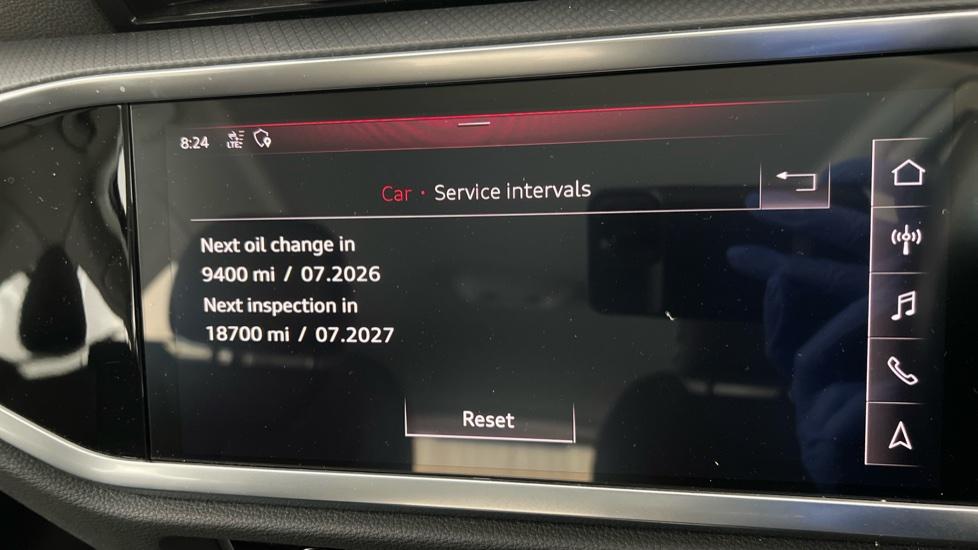 8:24 LTE
Car · Service intervals
Next oil change in
9400 mi / 07.2026
Next inspection in
18700 mi / 07.2027
Reset